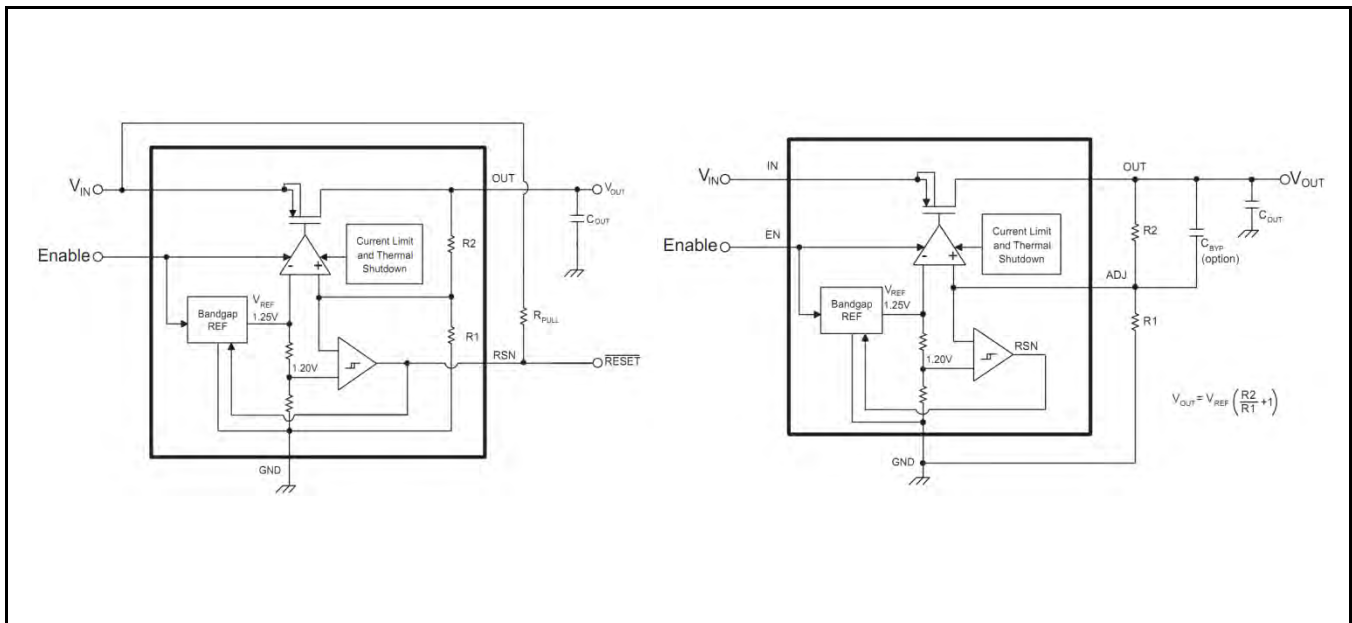 OUT
V_IN
V_OUT
C_OUT
Current Limit
and Thermal
Shutdown
R2
Enable
- +
V_REF
1.25V
Bandgap
REF
R_PULL
R1
RSN
RESET
1.20V
GND
IN
OUT
V_IN
V_OUT
C_OUT
Current Limit
and Thermal
Shutdown
R2
C_BYP
(option)
EN
Enable
- +
ADJ
V_REF
1.25V
Bandgap
REF
R1
RSN
1.20V
V_OUT = V_REF (R2/R1 +1)
GND